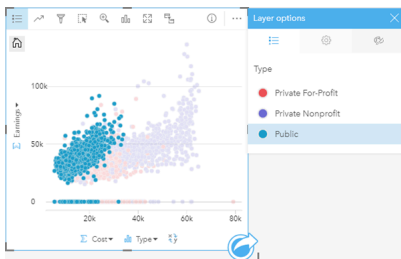 Layer options
Type
Private For-Profit
Private Nonprofit
Public
Earnings
100k
50k
0
20k
40k
60k
80k
Σ Cost
Type